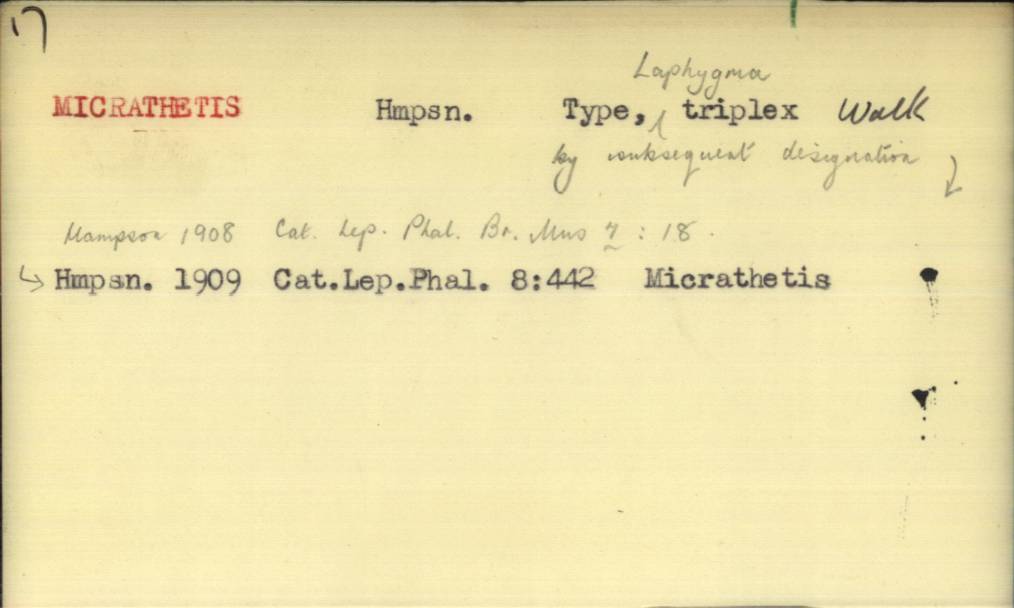 17
Laphygma
MICRATHETIS Hmpsn. Type, triplex Walk
by subsequent designation
Hampson 1908 Cat. Lep. Phal. Br. Mus 7 : 18.
Hmpsn. 1909 Cat.Lep.Phal. 8:442 Micrathetis